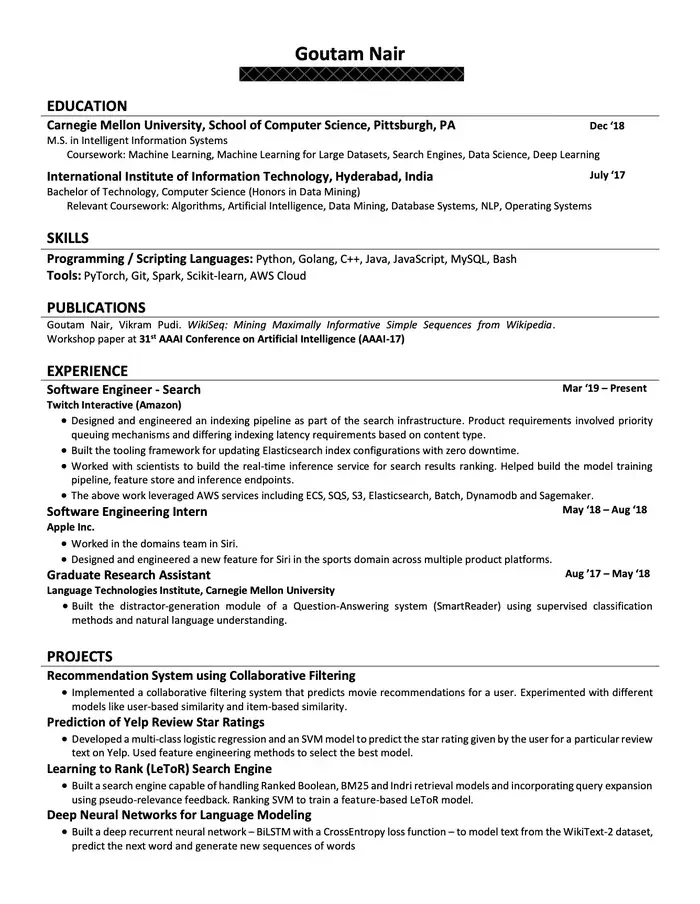 Goutam Nair
EDUCATION
Carnegie Mellon University, School of Computer Science, Pittsburgh, PA Dec ‘18
M.S. in Intelligent Information Systems
Coursework: Machine Learning, Machine Learning for Large Datasets, Search Engines, Data Science, Deep Learning
International Institute of Information Technology, Hyderabad, India July ‘17
Bachelor of Technology, Computer Science (Honors in Data Mining)
Relevant Coursework: Algorithms, Artificial Intelligence, Data Mining, Database Systems, NLP, Operating Systems
SKILLS
Programming / Scripting Languages: Python, Golang, C++, Java, JavaScript, MySQL, Bash
Tools: PyTorch, Git, Spark, Scikit-learn, AWS Cloud
PUBLICATIONS
Goutam Nair, Vikram Pudi. WikiSeq: Mining Maximally Informative Simple Sequences from Wikipedia.
Workshop paper at 31st AAAI Conference on Artificial Intelligence (AAAI-17)
EXPERIENCE
Software Engineer - Search Mar ‘19 – Present
Twitch Interactive (Amazon)
• Designed and engineered an indexing pipeline as part of the search infrastructure. Product requirements involved priority
queuing mechanisms and differing indexing latency requirements based on content type.
• Built the tooling framework for updating Elasticsearch index configurations with zero downtime.
• Worked with scientists to build the real-time inference service for search results ranking. Helped build the model training
pipeline, feature store and inference endpoints.
• The above work leveraged AWS services including ECS, SQS, S3, Elasticsearch, Batch, Dynamodb and Sagemaker.
Software Engineering Intern May ‘18 – Aug ‘18
Apple Inc.
• Worked in the domains team in Siri.
• Designed and engineered a new feature for Siri in the sports domain across multiple product platforms.
Graduate Research Assistant Aug ’17 – May ‘18
Language Technologies Institute, Carnegie Mellon University
• Built the distractor-generation module of a Question-Answering system (SmartReader) using supervised classification
methods and natural language understanding.
PROJECTS
Recommendation System using Collaborative Filtering
• Implemented a collaborative filtering system that predicts movie recommendations for a user. Experimented with different
models like user-based similarity and item-based similarity.
Prediction of Yelp Review Star Ratings
• Developed a multi-class logistic regression and an SVM model to predict the star rating given by the user for a particular review
text on Yelp. Used feature engineering methods to select the best model.
Learning to Rank (LeToR) Search Engine
• Built a search engine capable of handling Ranked Boolean, BM25 and Indri retrieval models and incorporating query expansion
using pseudo-relevance feedback. Ranking SVM to train a feature-based LeToR model.
Deep Neural Networks for Language Modeling
• Built a deep recurrent neural network – BiLSTM with a CrossEntropy loss function – to model text from the WikiText-2 dataset,
predict the next word and generate new sequences of words